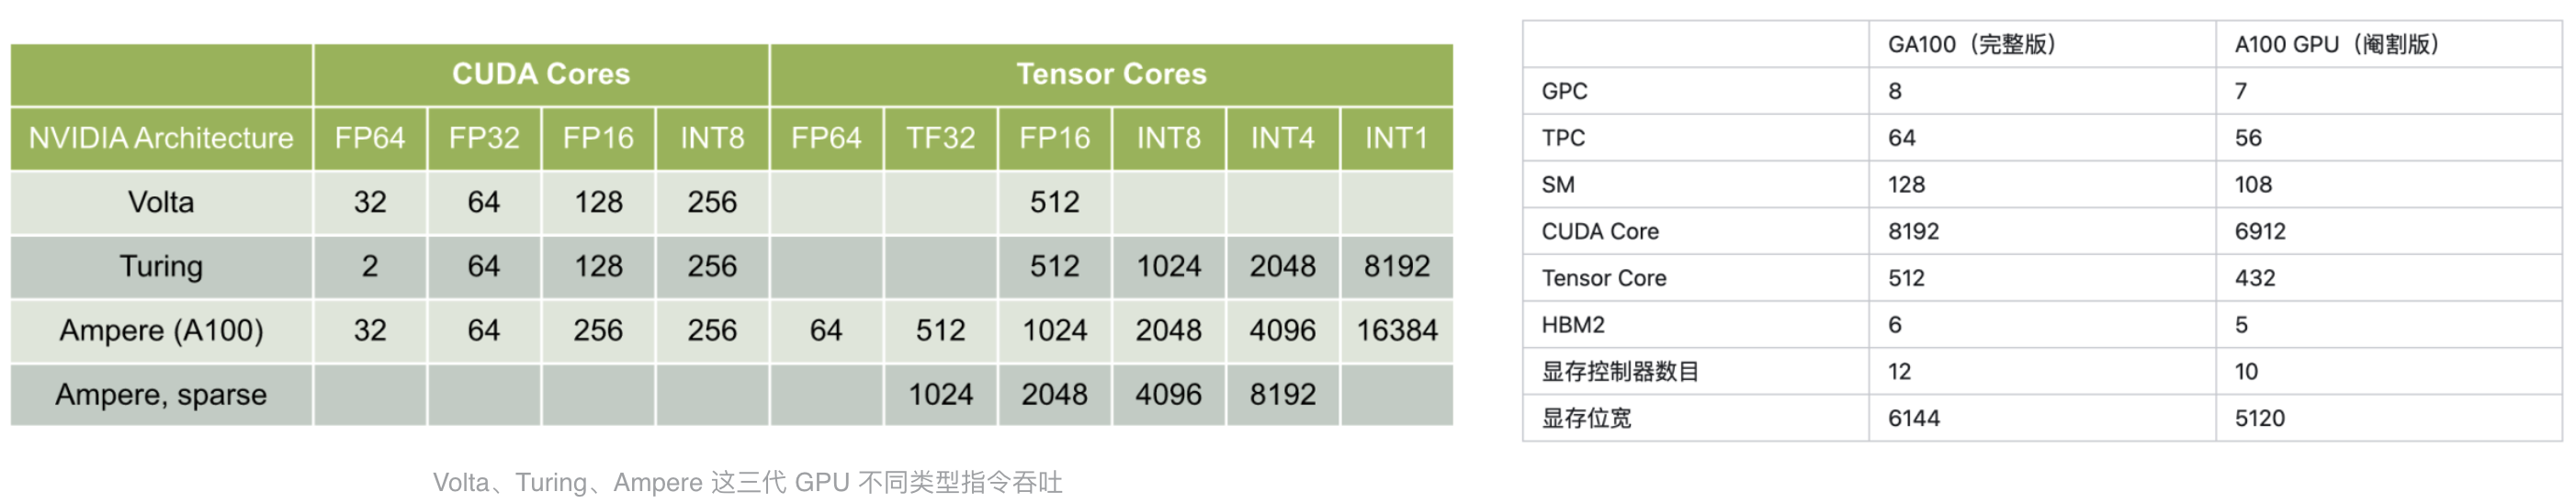 CUDA Cores Tensor Cores
NVIDIA Architecture FP64 FP32 FP16 INT8 FP64 TF32 FP16 INT8 INT4 INT1
Volta 32 64 128 256 512
Turing 2 64 128 256 512 1024 2048 8192
Ampere (A100) 32 64 256 256 64 512 1024 2048 4096 16384
Ampere, sparse 1024 2048 4096 8192
Volta、Turing、Ampere 这三代 GPU 不同类型指令吞吐
GA100（完整版） A100 GPU（阉割版）
GPC 8 7
TPC 64 56
SM 128 108
CUDA Core 8192 6912
Tensor Core 512 432
HBM2 6 5
显存控制器数目 12 10
显存位宽 6144 5120